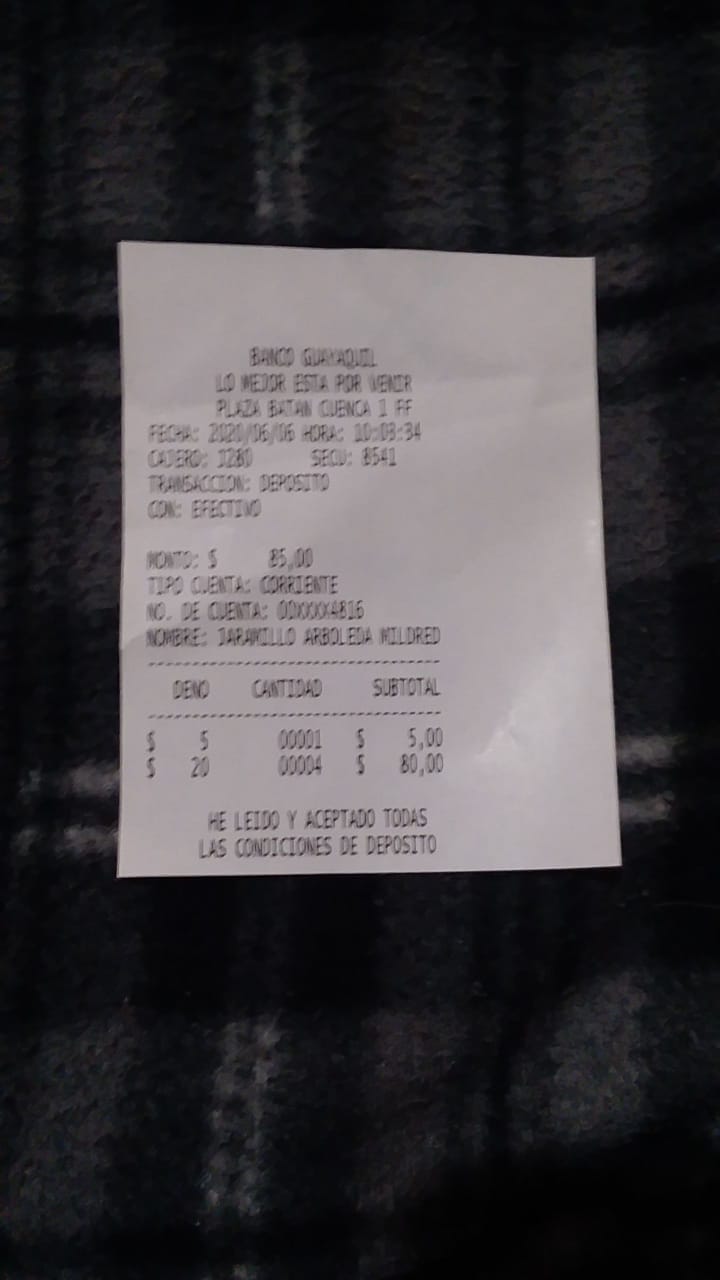 BANCO GUAYAQUIL
LO MEJOR ESTA POR VENIR
PLAZA BATAN CUENCA 1 FF
FECHA: 2020/06/06 HORA: 10:03:34
CAJERO: J280 SECU: 8541
TRANSACCION: DEPOSITO
CON: EFECTIVO
MONTO: $ 85,00
TIPO CUENTA: CORRIENTE
NO. DE CUENTA: 00XXXX4816
NOMBRE: JARAMILLO ARBOLEDA MILDRED
--------------------------------
DENO CANTIDAD SUBTOTAL
--------------------------------
$ 5 00001 $ 5,00
$ 20 00004 $ 80,00
HE LEIDO Y ACEPTADO TODAS
LAS CONDICIONES DE DEPOSITO